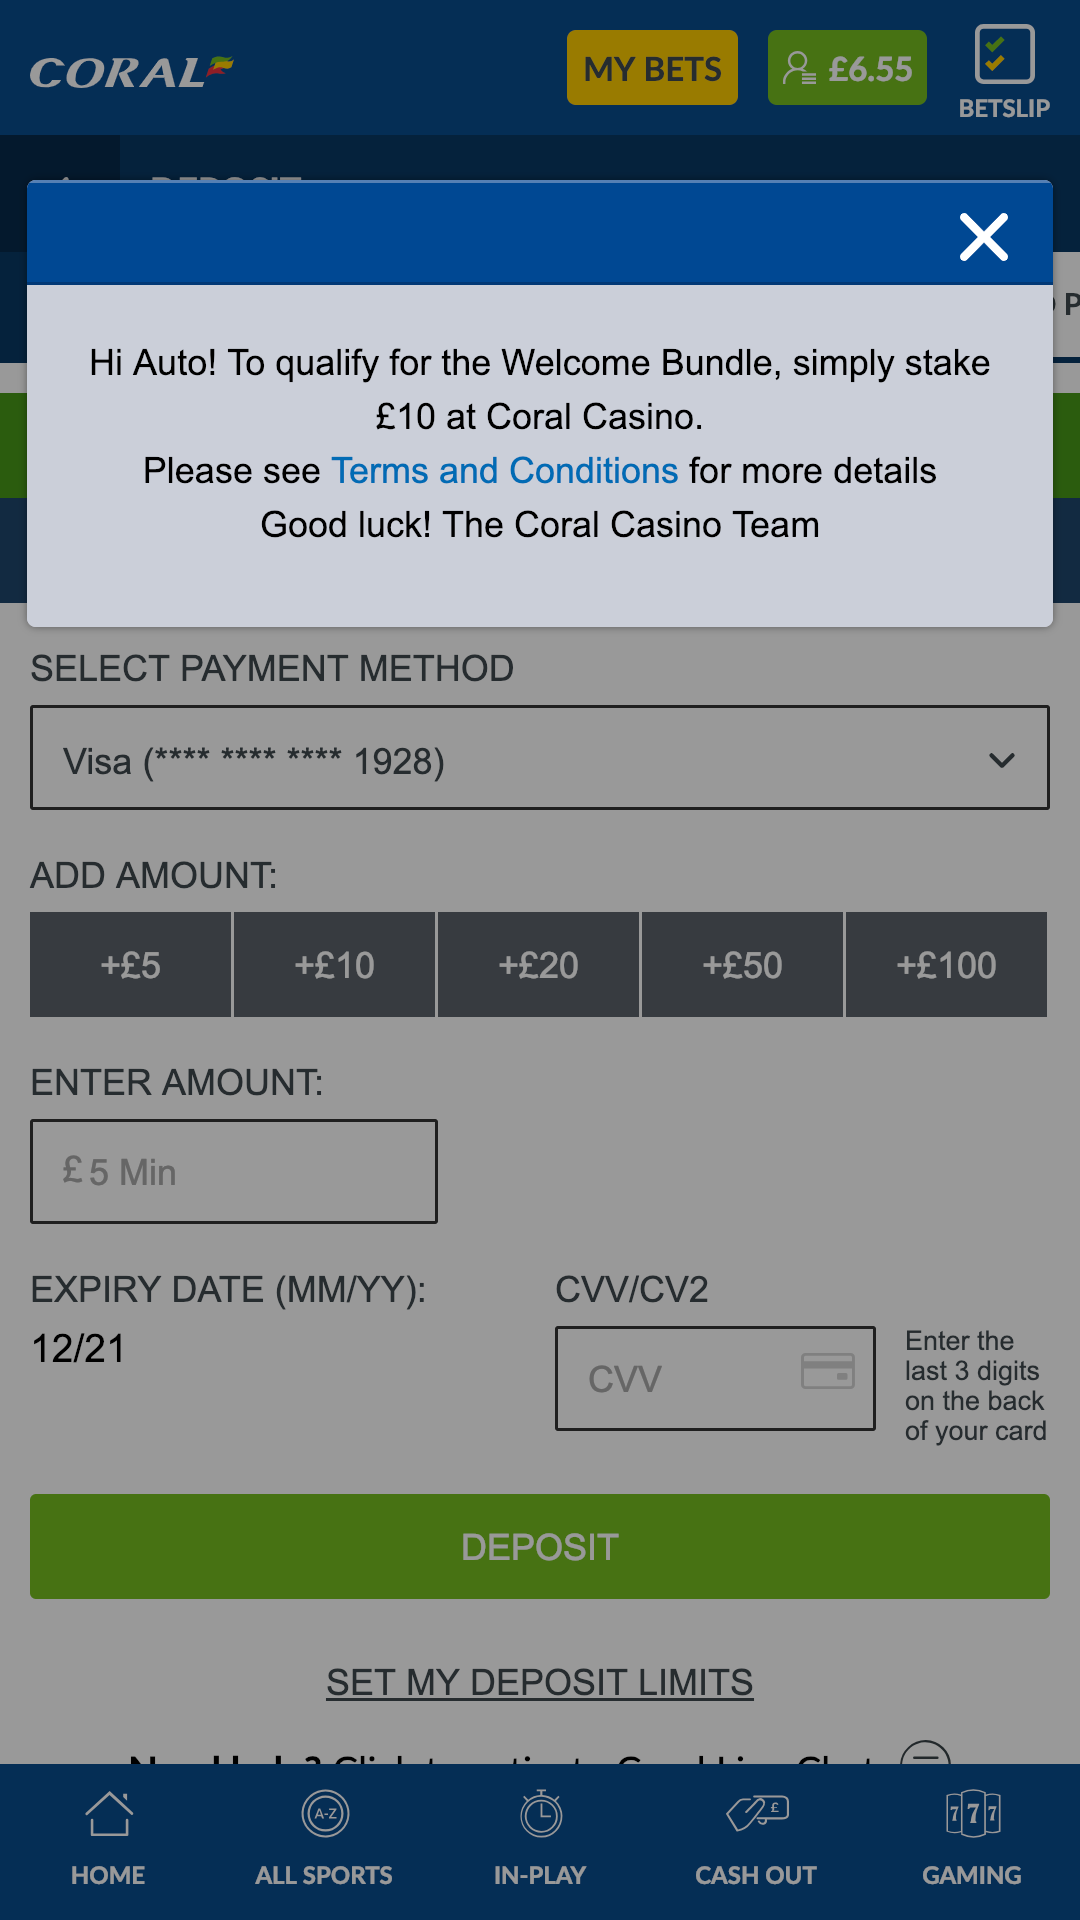 CORAL
MY BETS
£6.55
BETSLIP
DEPOSIT
Hi Auto! To qualify for the Welcome Bundle, simply stake
£10 at Coral Casino.
Please see Terms and Conditions for more details
Good luck! The Coral Casino Team
SELECT PAYMENT METHOD
Visa (**** **** **** 1928)
ADD AMOUNT:
+£5 +£10 +£20 +£50 +£100
ENTER AMOUNT:
£ 5 Min
EXPIRY DATE (MM/YY): CVV/CV2
12/21
CVV
Enter the
last 3 digits
on the back
of your card
DEPOSIT
SET MY DEPOSIT LIMITS
A-Z
£
7 7 7
HOME ALL SPORTS IN-PLAY CASH OUT GAMING